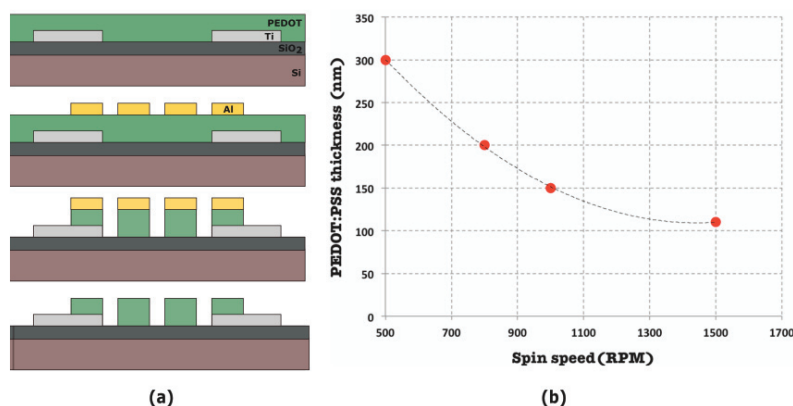 PEDOT
Ti
SiO2
Si
Al
(a)
PEDOT:PSS thickness (nm)
350
300
250
200
150
100
50
0
500
700
900
1100
1300
1500
1700
Spin speed(RPM)
(b)